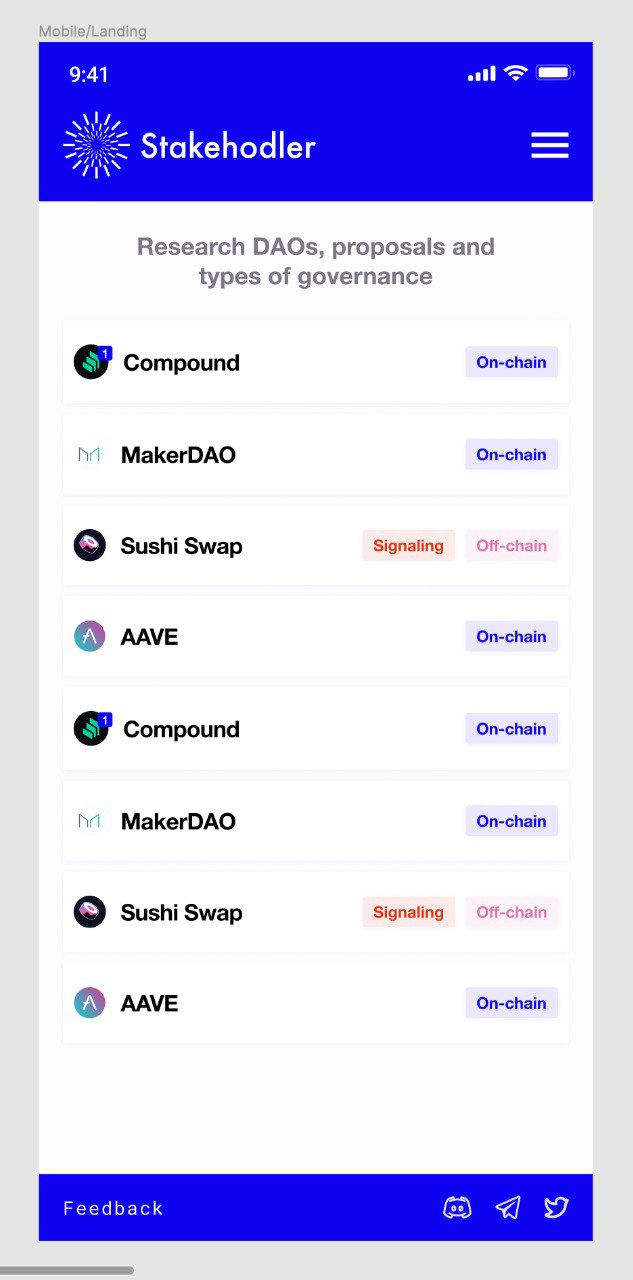 Mobile/Landing
9:41
Stakehodler
Research DAOs, proposals and
types of governance
1
Compound On-chain
MakerDAO On-chain
Sushi Swap Signaling Off-chain
AAVE On-chain
1
Compound On-chain
MakerDAO On-chain
Sushi Swap Signaling Off-chain
AAVE On-chain
Feedback